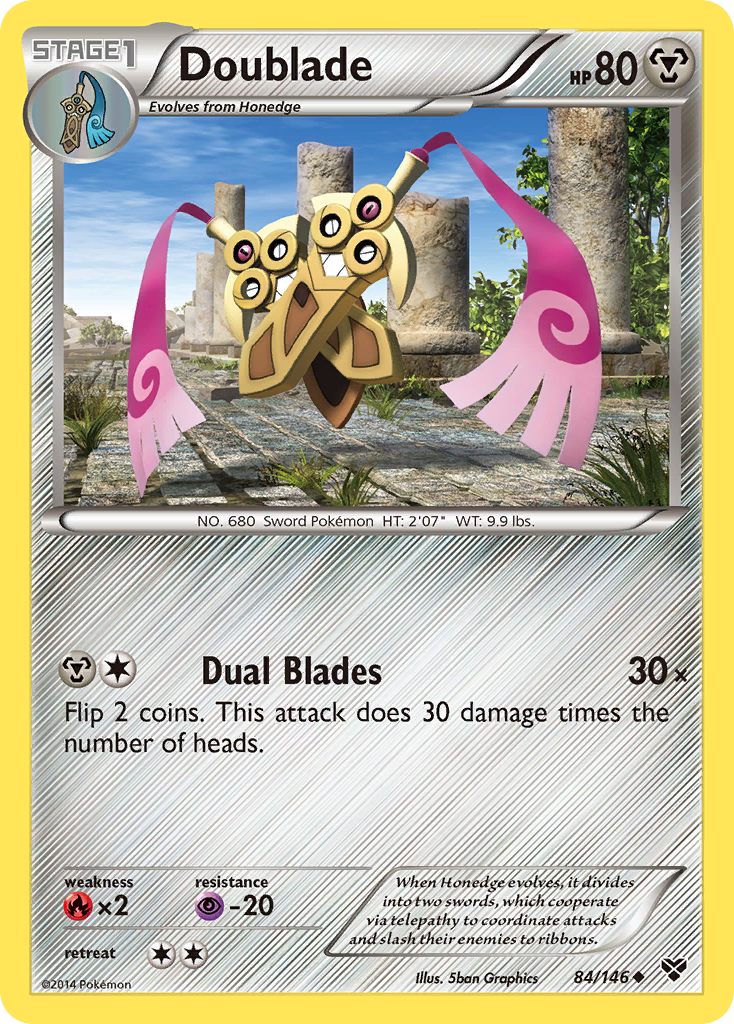 STAGE1
Doublade
HP80
Evolves from Honedge
NO. 680 Sword Pokémon HT: 2'07" WT: 9.9 lbs.
Dual Blades 30×
Flip 2 coins. This attack does 30 damage times the
number of heads.
weakness resistance
×2 -20
retreat
When Honedge evolves, it divides
into two swords, which cooperate
via telepathy to coordinate attacks
and slash their enemies to ribbons.
©2014 Pokémon
Illus. 5ban Graphics 84/146